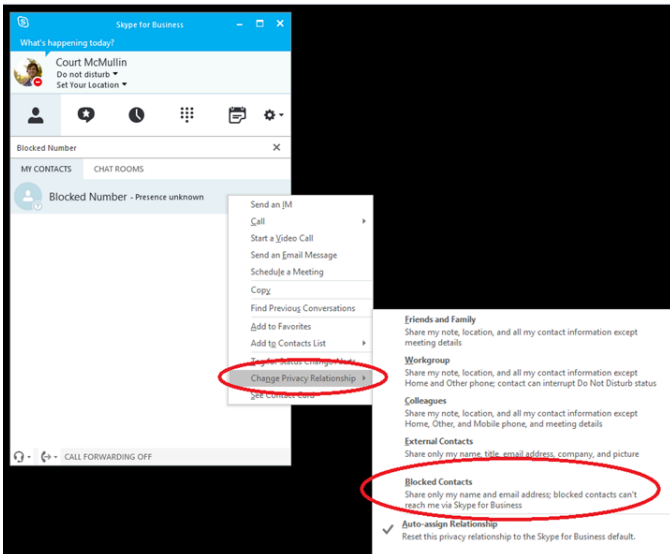 Skype for Business
What's happening today?
Court McMullin
Do not disturb
Set Your Location
Blocked Number
MY CONTACTS CHAT ROOMS
Blocked Number - Presence unknown
Send an IM
Call
Start a Video Call
Send an Email Message
Schedule a Meeting
Copy
Find Previous Conversations
Add to Favorites
Add to Contacts List
Tag for Status Change Alerts
Change Privacy Relationship
See Contact Card
Friends and Family
Share my note, location, and all my contact information except
meeting details
Workgroup
Share my note, location, and all my contact information except
Home and Other phone; contact can interrupt Do Not Disturb status
Colleagues
Share my note, location, and all my contact information except
Home, Other, and Mobile phone, and meeting details
External Contacts
Share only my name, title, email address, company, and picture
Blocked Contacts
Share only my name and email address; blocked contacts can't
reach me via Skype for Business
Auto-assign Relationship
Reset this privacy relationship to the Skype for Business default.
CALL FORWARDING OFF